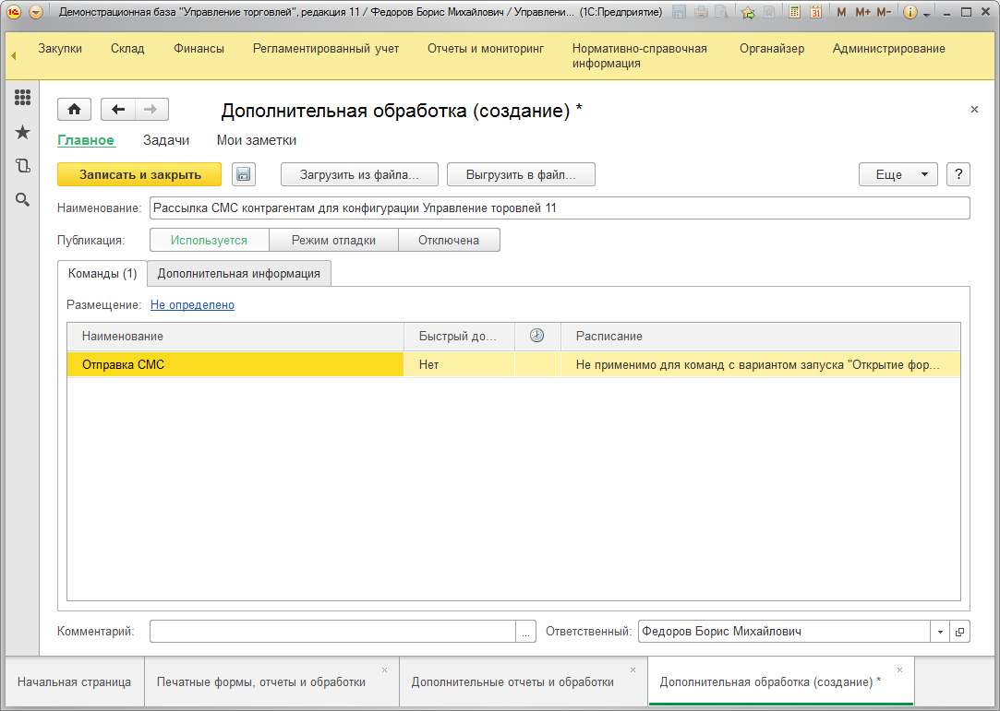 Демонстрационная база "Управление торговлей", редакция 11 / Федоров Борис Михайлович / Управлени... (1С:Предприятие)
31 M M+ M-
Закупки Склад Финансы Регламентированный учет Отчеты и мониторинг Нормативно-справочная информация Органайзер Администрирование
Дополнительная обработка (создание) *
Главное Задачи Мои заметки
Записать и закрыть Загрузить из файла... Выгрузить в файл... Еще ?
Наименование: Рассылка СМС контрагентам для конфигурации Управление торовлей 11
Публикация: Используется Режим отладки Отключена
Команды (1) Дополнительная информация
Размещение: Не определено
Наименование Быстрый до... Расписание
Отправка СМС Нет Не применимо для команд с вариантом запуска "Открытие фор...
Комментарий: ... Ответственный: Федоров Борис Михайлович
Начальная страница Печатные формы, отчеты и обработки Дополнительные отчеты и обработки Дополнительная обработка (создание) *